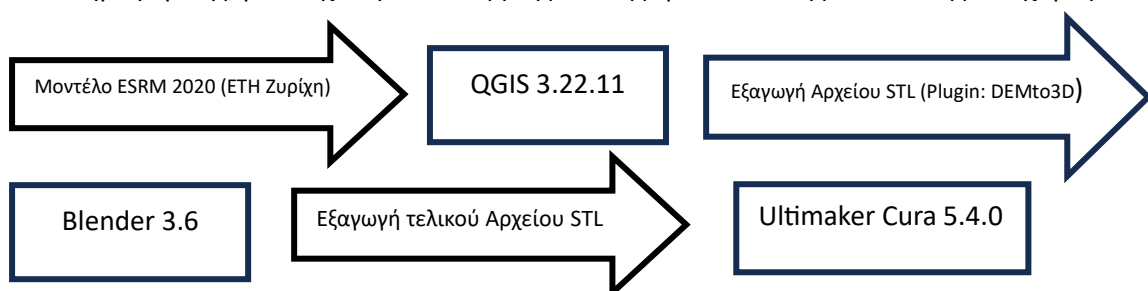 Μοντέλο ESRM 2020 (ETH Ζυρίχη)
QGIS 3.22.11
Εξαγωγή Αρχείου STL (Plugin: DEMto3D)
Blender 3.6
Εξαγωγή τελικού Αρχείου STL
Ultimaker Cura 5.4.0